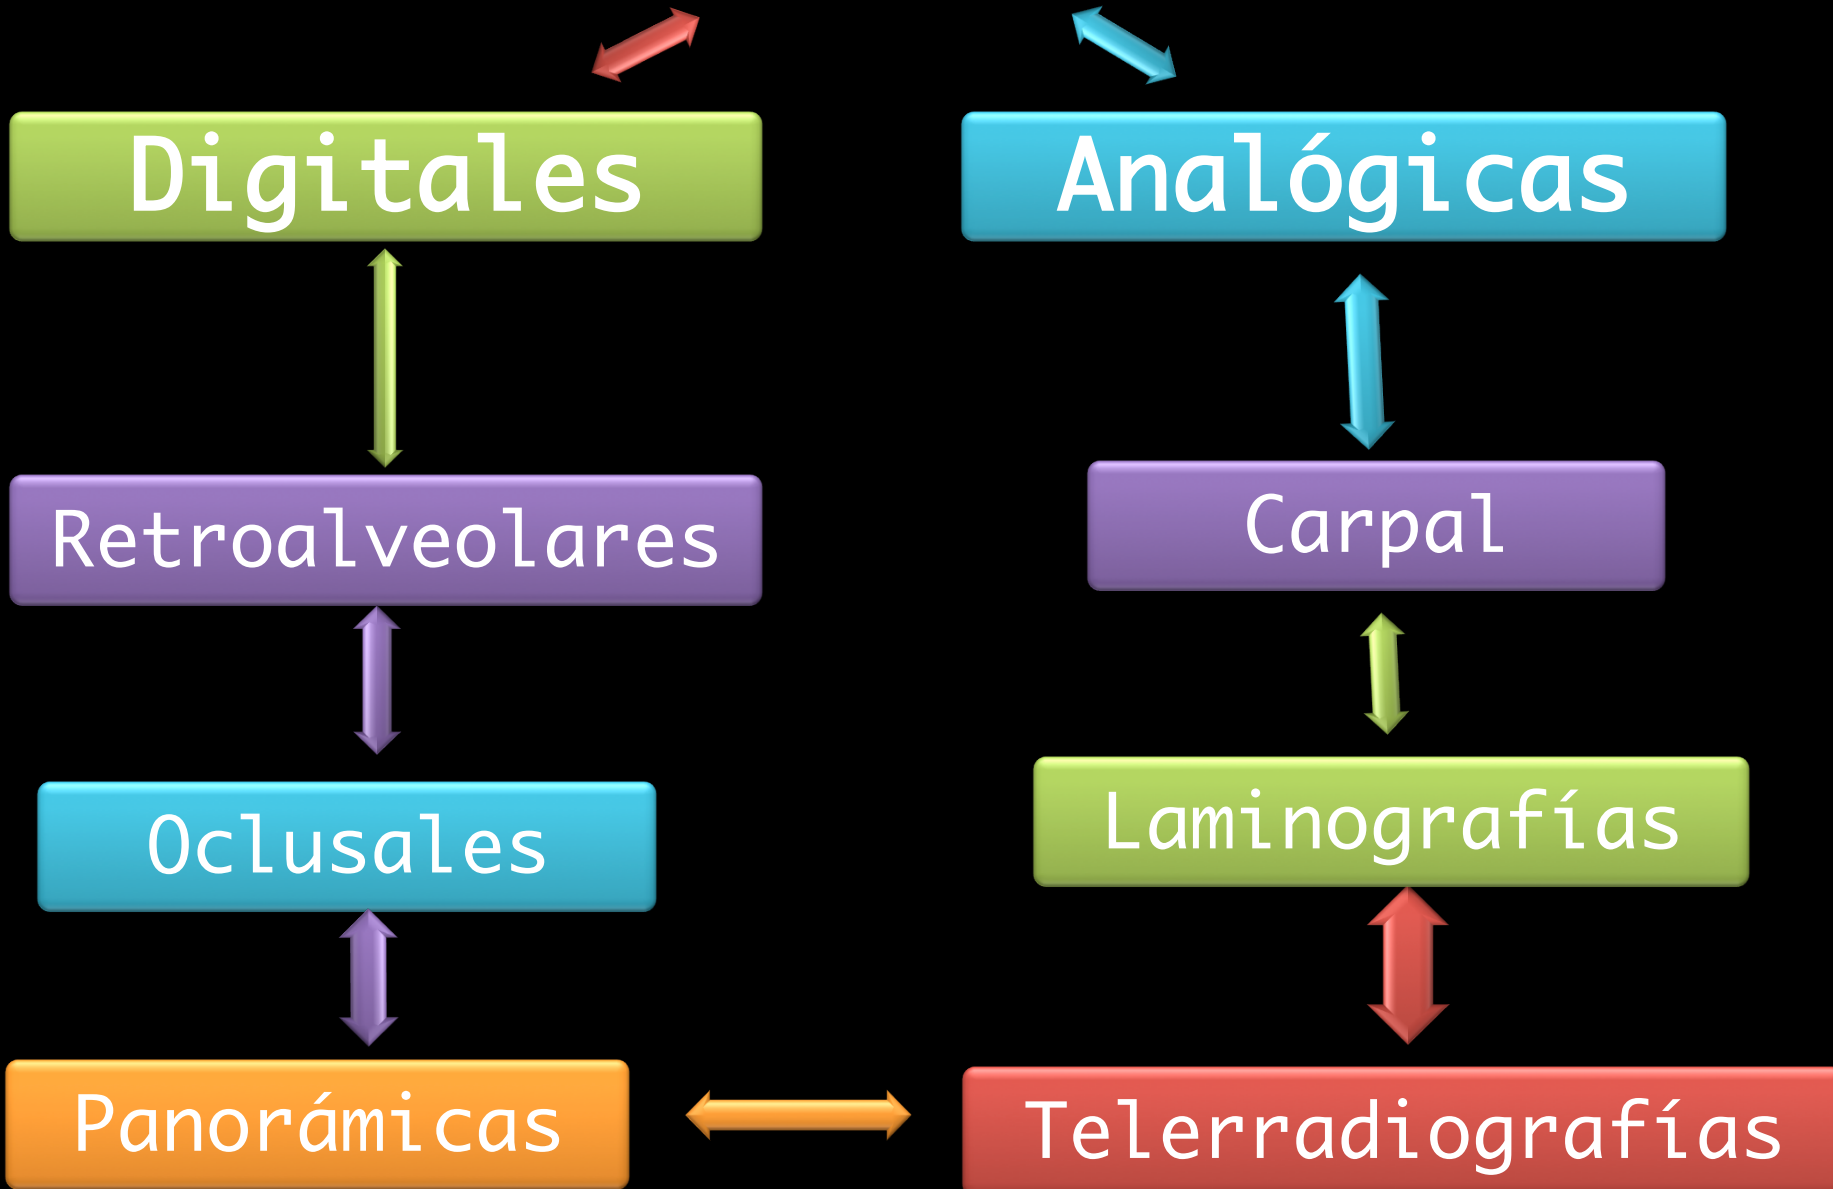 Digitales
Analógicas
Retroalveolares
Carpal
Oclusales
Laminografías
Panorámicas
Telerradiografías